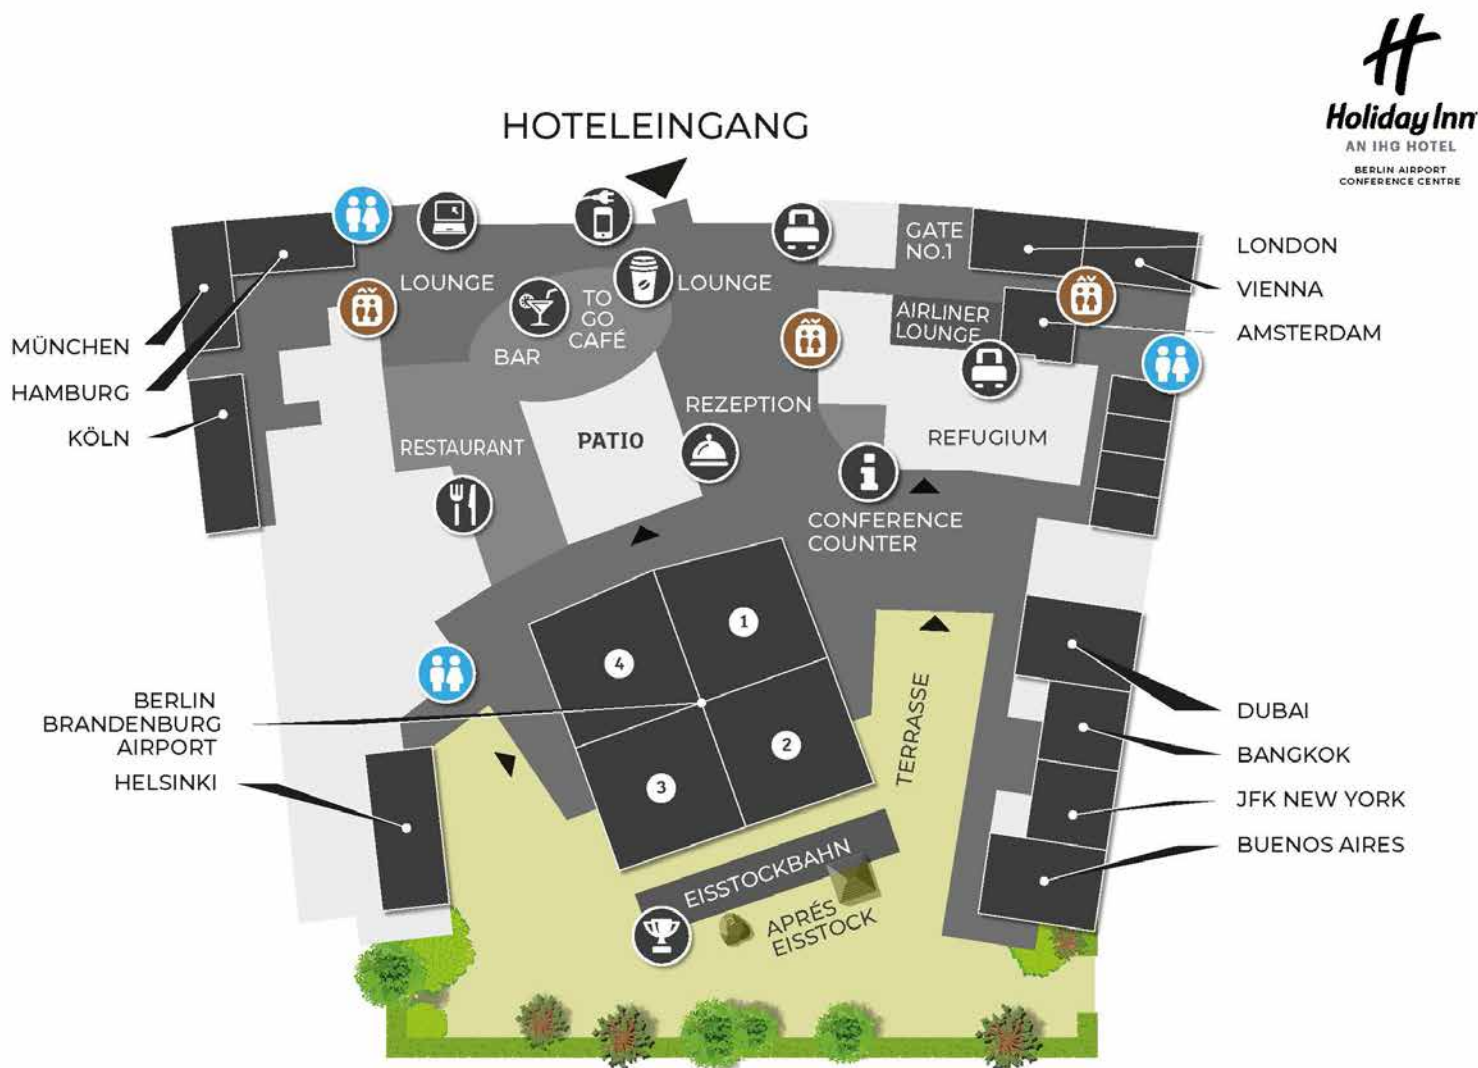 Holiday Inn
AN IHG HOTEL
BERLIN AIRPORT
CONFERENCE CENTRE
HOTELEINGANG
GATE
NO.1
LONDON
VIENNA
AMSTERDAM
LOUNGE
TO
GO
CAFÉ
LOUNGE
AIRLINER
LOUNGE
BAR
MÜNCHEN
HAMBURG
KÖLN
RESTAURANT
PATIO
REZEPTION
REFUGIUM
CONFERENCE
COUNTER
1
4
2
3
BERLIN
BRANDENBURG
AIRPORT
HELSINKI
TERRASSE
DUBAI
BANGKOK
JFK NEW YORK
BUENOS AIRES
EISSTOCKBAHN
APRÉS
EISSTOCK